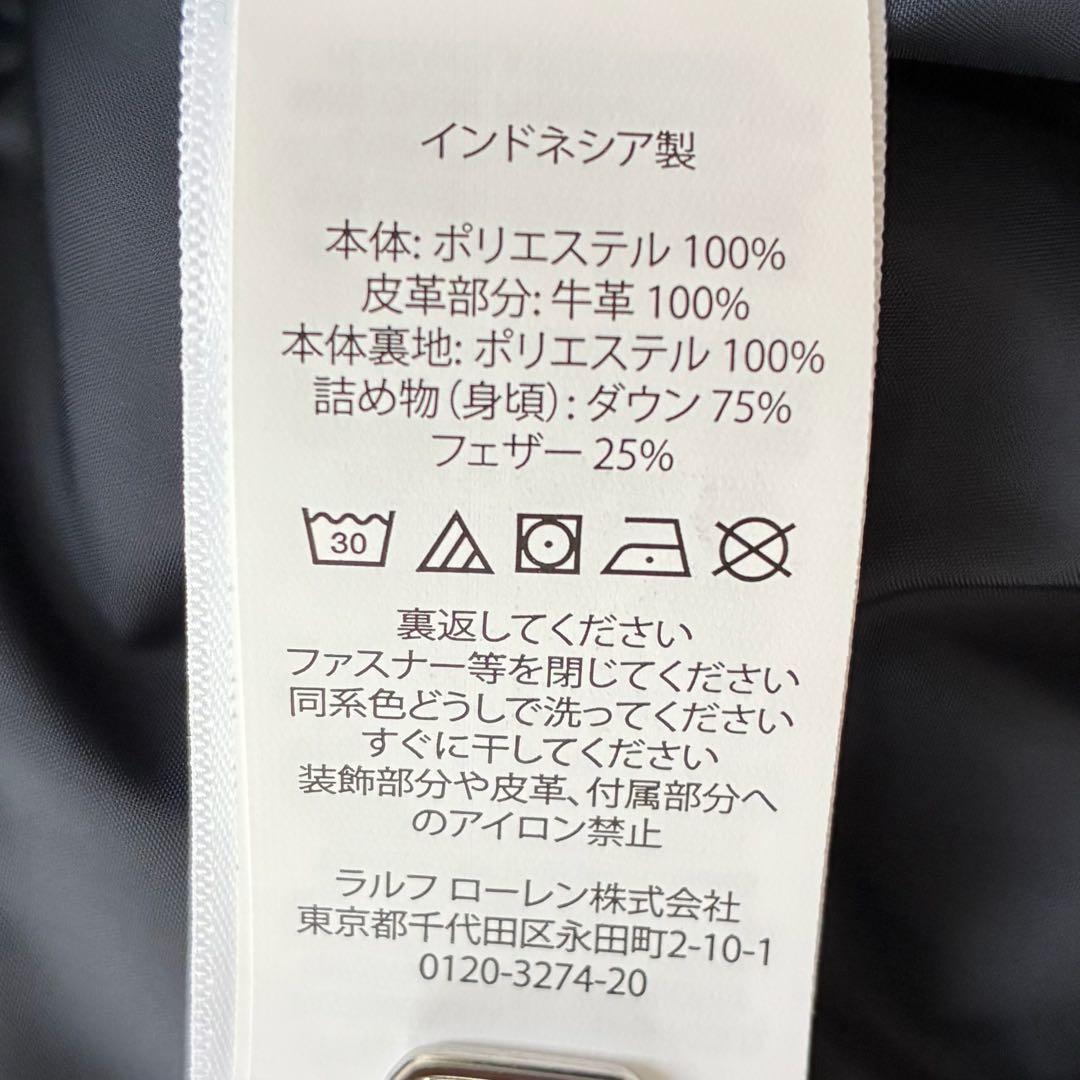 インドネシア製
本体: ポリエステル 100%
皮革部分: 牛革 100%
本体裏地: ポリエステル 100%
詰め物 (身頃) : ダウン 75%
フェザー 25%
30
裏返してください
ファスナー等を閉じてください
同系色どうしで洗ってください
すぐに干してください
装飾部分や皮革、付属部分へ
のアイロン禁止
ラルフ ローレン株式会社
東京都千代田区永田町2-10-1
0120-3274-20